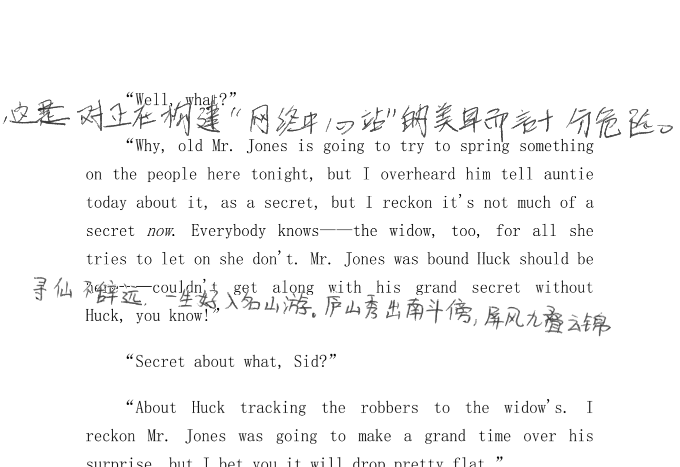 “Well, what?”
这是对正在构建“网络中心站”的美军而言十分危险。
“Why, old Mr. Jones is going to try to spring something
on the people here tonight, but I overheard him tell auntie
today about it, as a secret, but I reckon it's not much of a
secret now. Everybody knows——the widow, too, for all she
tries to let on she don't. Mr. Jones was bound Huck should be
——couldn't get along with his grand secret without
寻仙不辞远,一生好入名山游。庐山秀出南斗傍,屏风九叠云锦
Huck, you know!”
“Secret about what, Sid?”
“About Huck tracking the robbers to the widow's. I
reckon Mr. Jones was going to make a grand time over his
surprise, but I bet you it will drop pretty flat.”